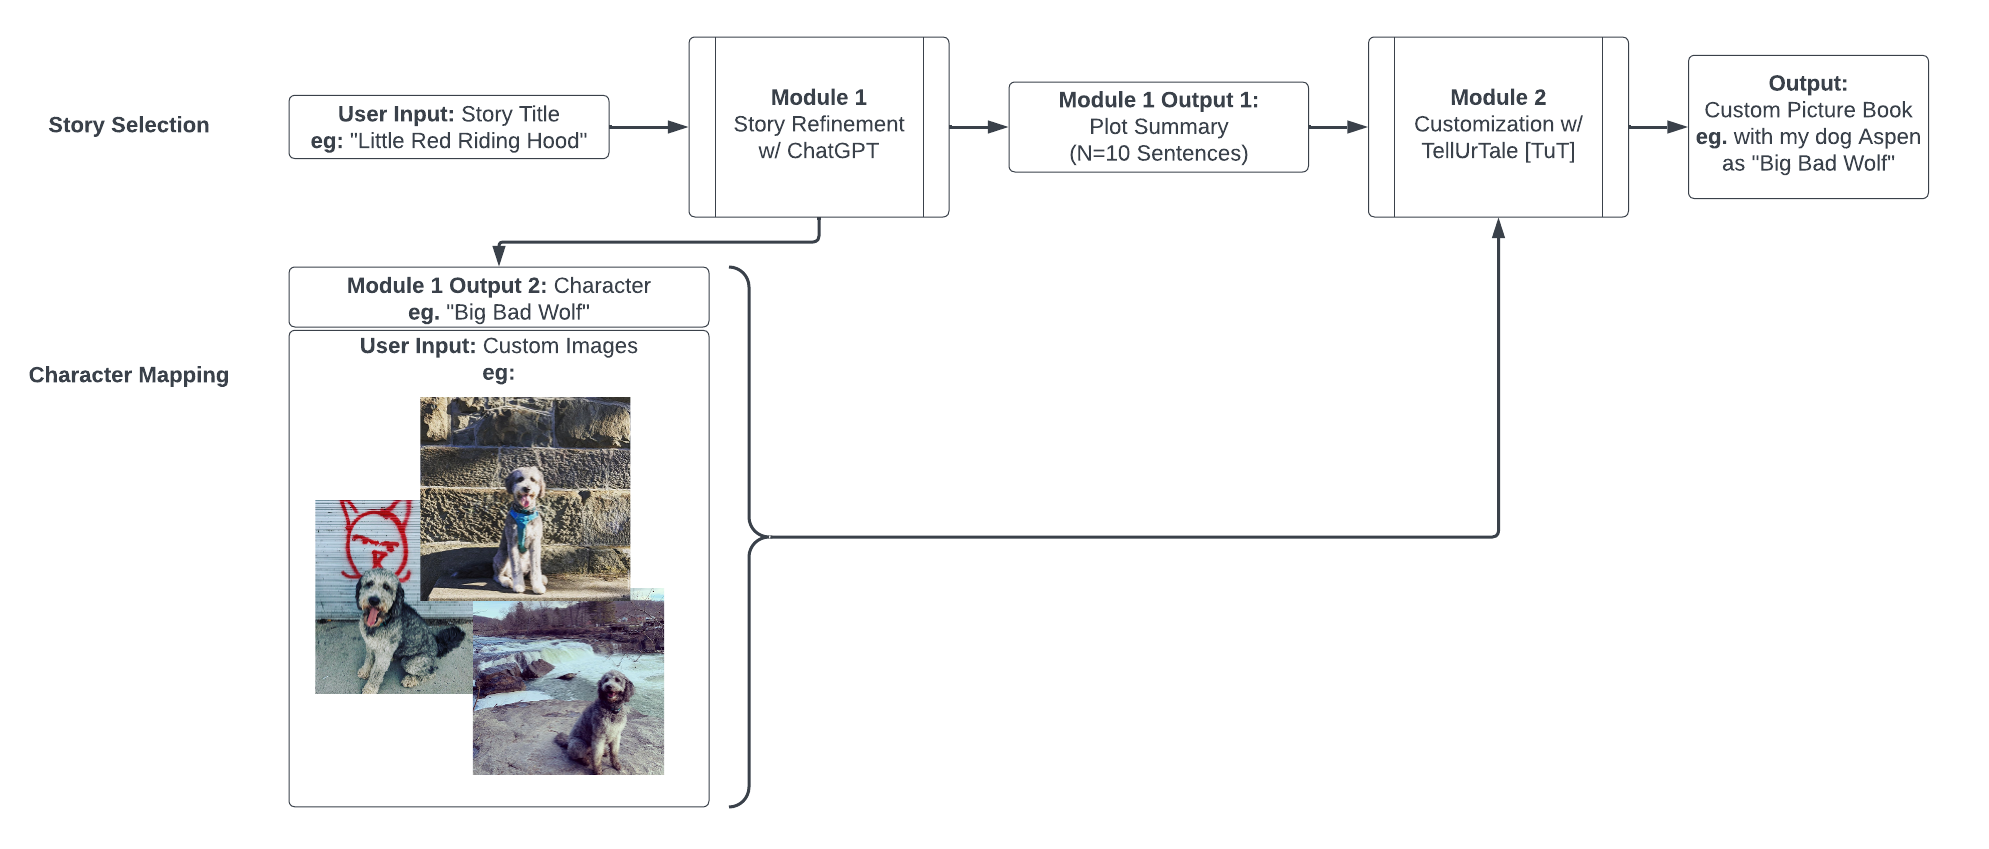 Story Selection
User Input: Story Title
eg: "Little Red Riding Hood"
Module 1
Story Refinement
w/ ChatGPT
Module 1 Output 1:
Plot Summary
(N=10 Sentences)
Module 2
Customization w/
TellUrTale [TuT]
Output:
Custom Picture Book
eg. with my dog Aspen
as "Big Bad Wolf"
Character Mapping
Module 1 Output 2: Character
eg. "Big Bad Wolf"
User Input: Custom Images
eg: